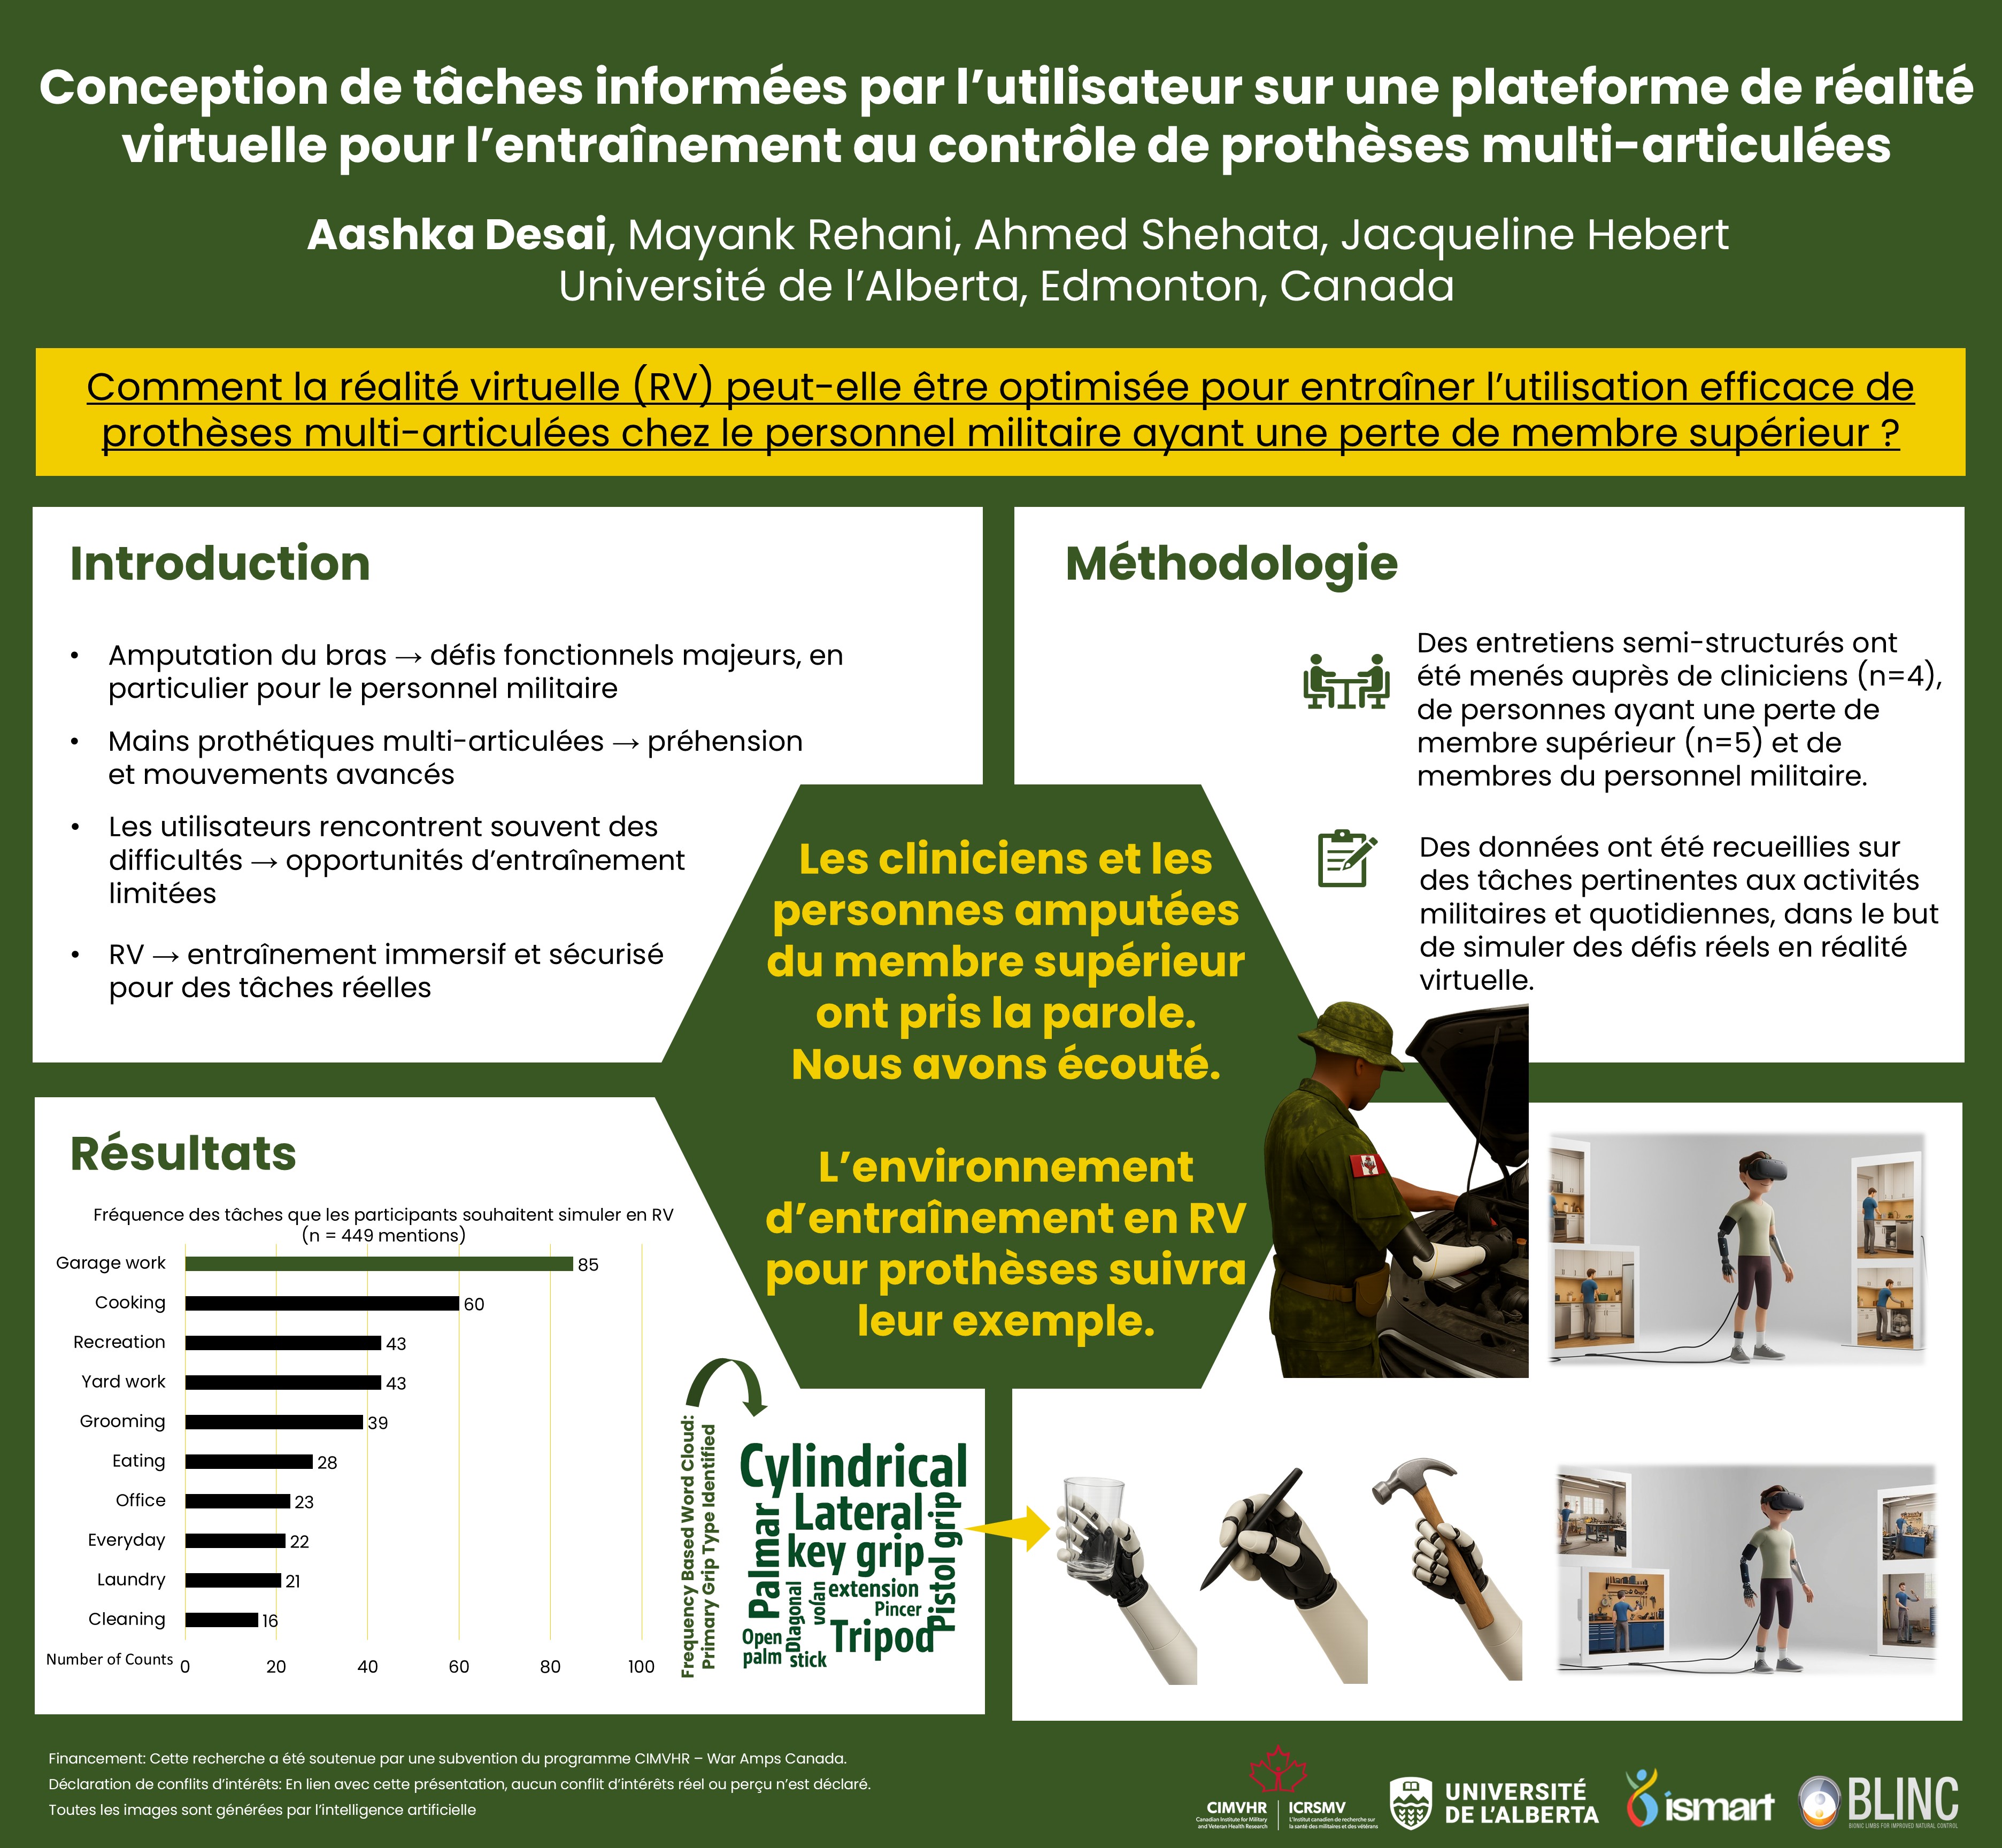 Conception de tâches informées par l’utilisateur sur une plateforme de réalité
virtuelle pour l’entraînement au contrôle de prothèses multi-articulées
Aashka Desai, Mayank Rehani, Ahmed Shehata, Jacqueline Hebert
Université de l’Alberta, Edmonton, Canada
Comment la réalité virtuelle (RV) peut-elle être optimisée pour entraîner l’utilisation efficace de
prothèses multi-articulées chez le personnel militaire ayant une perte de membre supérieur ?
Introduction
• Amputation du bras → défis fonctionnels majeurs, en
particulier pour le personnel militaire
• Mains prothétiques multi-articulées → préhension
et mouvements avancés
• Les utilisateurs rencontrent souvent des
difficultés → opportunités d’entraînement
limitées
• RV → entraînement immersif et sécurisé
pour des tâches réelles
Méthodologie
Des entretiens semi-structurés ont
été menés auprès de cliniciens (n=4),
de personnes ayant une perte de
membre supérieur (n=5) et de
membres du personnel militaire.
Des données ont été recueillies sur
des tâches pertinentes aux activités
militaires et quotidiennes, dans le but
de simuler des défis réels en réalité
virtuelle.
Les cliniciens et les
personnes amputées
du membre supérieur
ont pris la parole.
Nous avons écouté.
L’environnement
d’entraînement en RV
pour prothèses suivra
leur exemple.
Résultats
Fréquence des tâches que les participants souhaitent simuler en RV
(n = 449 mentions)
Garage work 85
Cooking 60
Recreation 43
Yard work 43
Grooming 39
Eating 28
Office 23
Everyday 22
Laundry 21
Cleaning 16
Number of Counts 0 20 40 60 80 100
Frequency Based Word Cloud:
Primary Grip Type Identified
Cylindrical
Lateral
key grip
Palmar
Pistol grip
Diagonal
volan
extension
Pincer
Tripod
Open
palm
stick
Financement: Cette recherche a été soutenue par une subvention du programme CIMVHR – War Amps Canada.
Déclaration de conflits d’intérêts: En lien avec cette présentation, aucun conflit d’intérêts réel ou perçu n’est déclaré.
Toutes les images sont générées par l’intelligence artificielle
CIMVHR
Canadian Institute for Military
and Veteran Health Research
ICRSMV
L’Institut canadien de recherche sur
la santé des militaires et des vétérans
UNIVERSITÉ
DE L’ALBERTA
ismart
BLINC
BIONIC LIMBS FOR IMPROVED NATURAL CONTROL